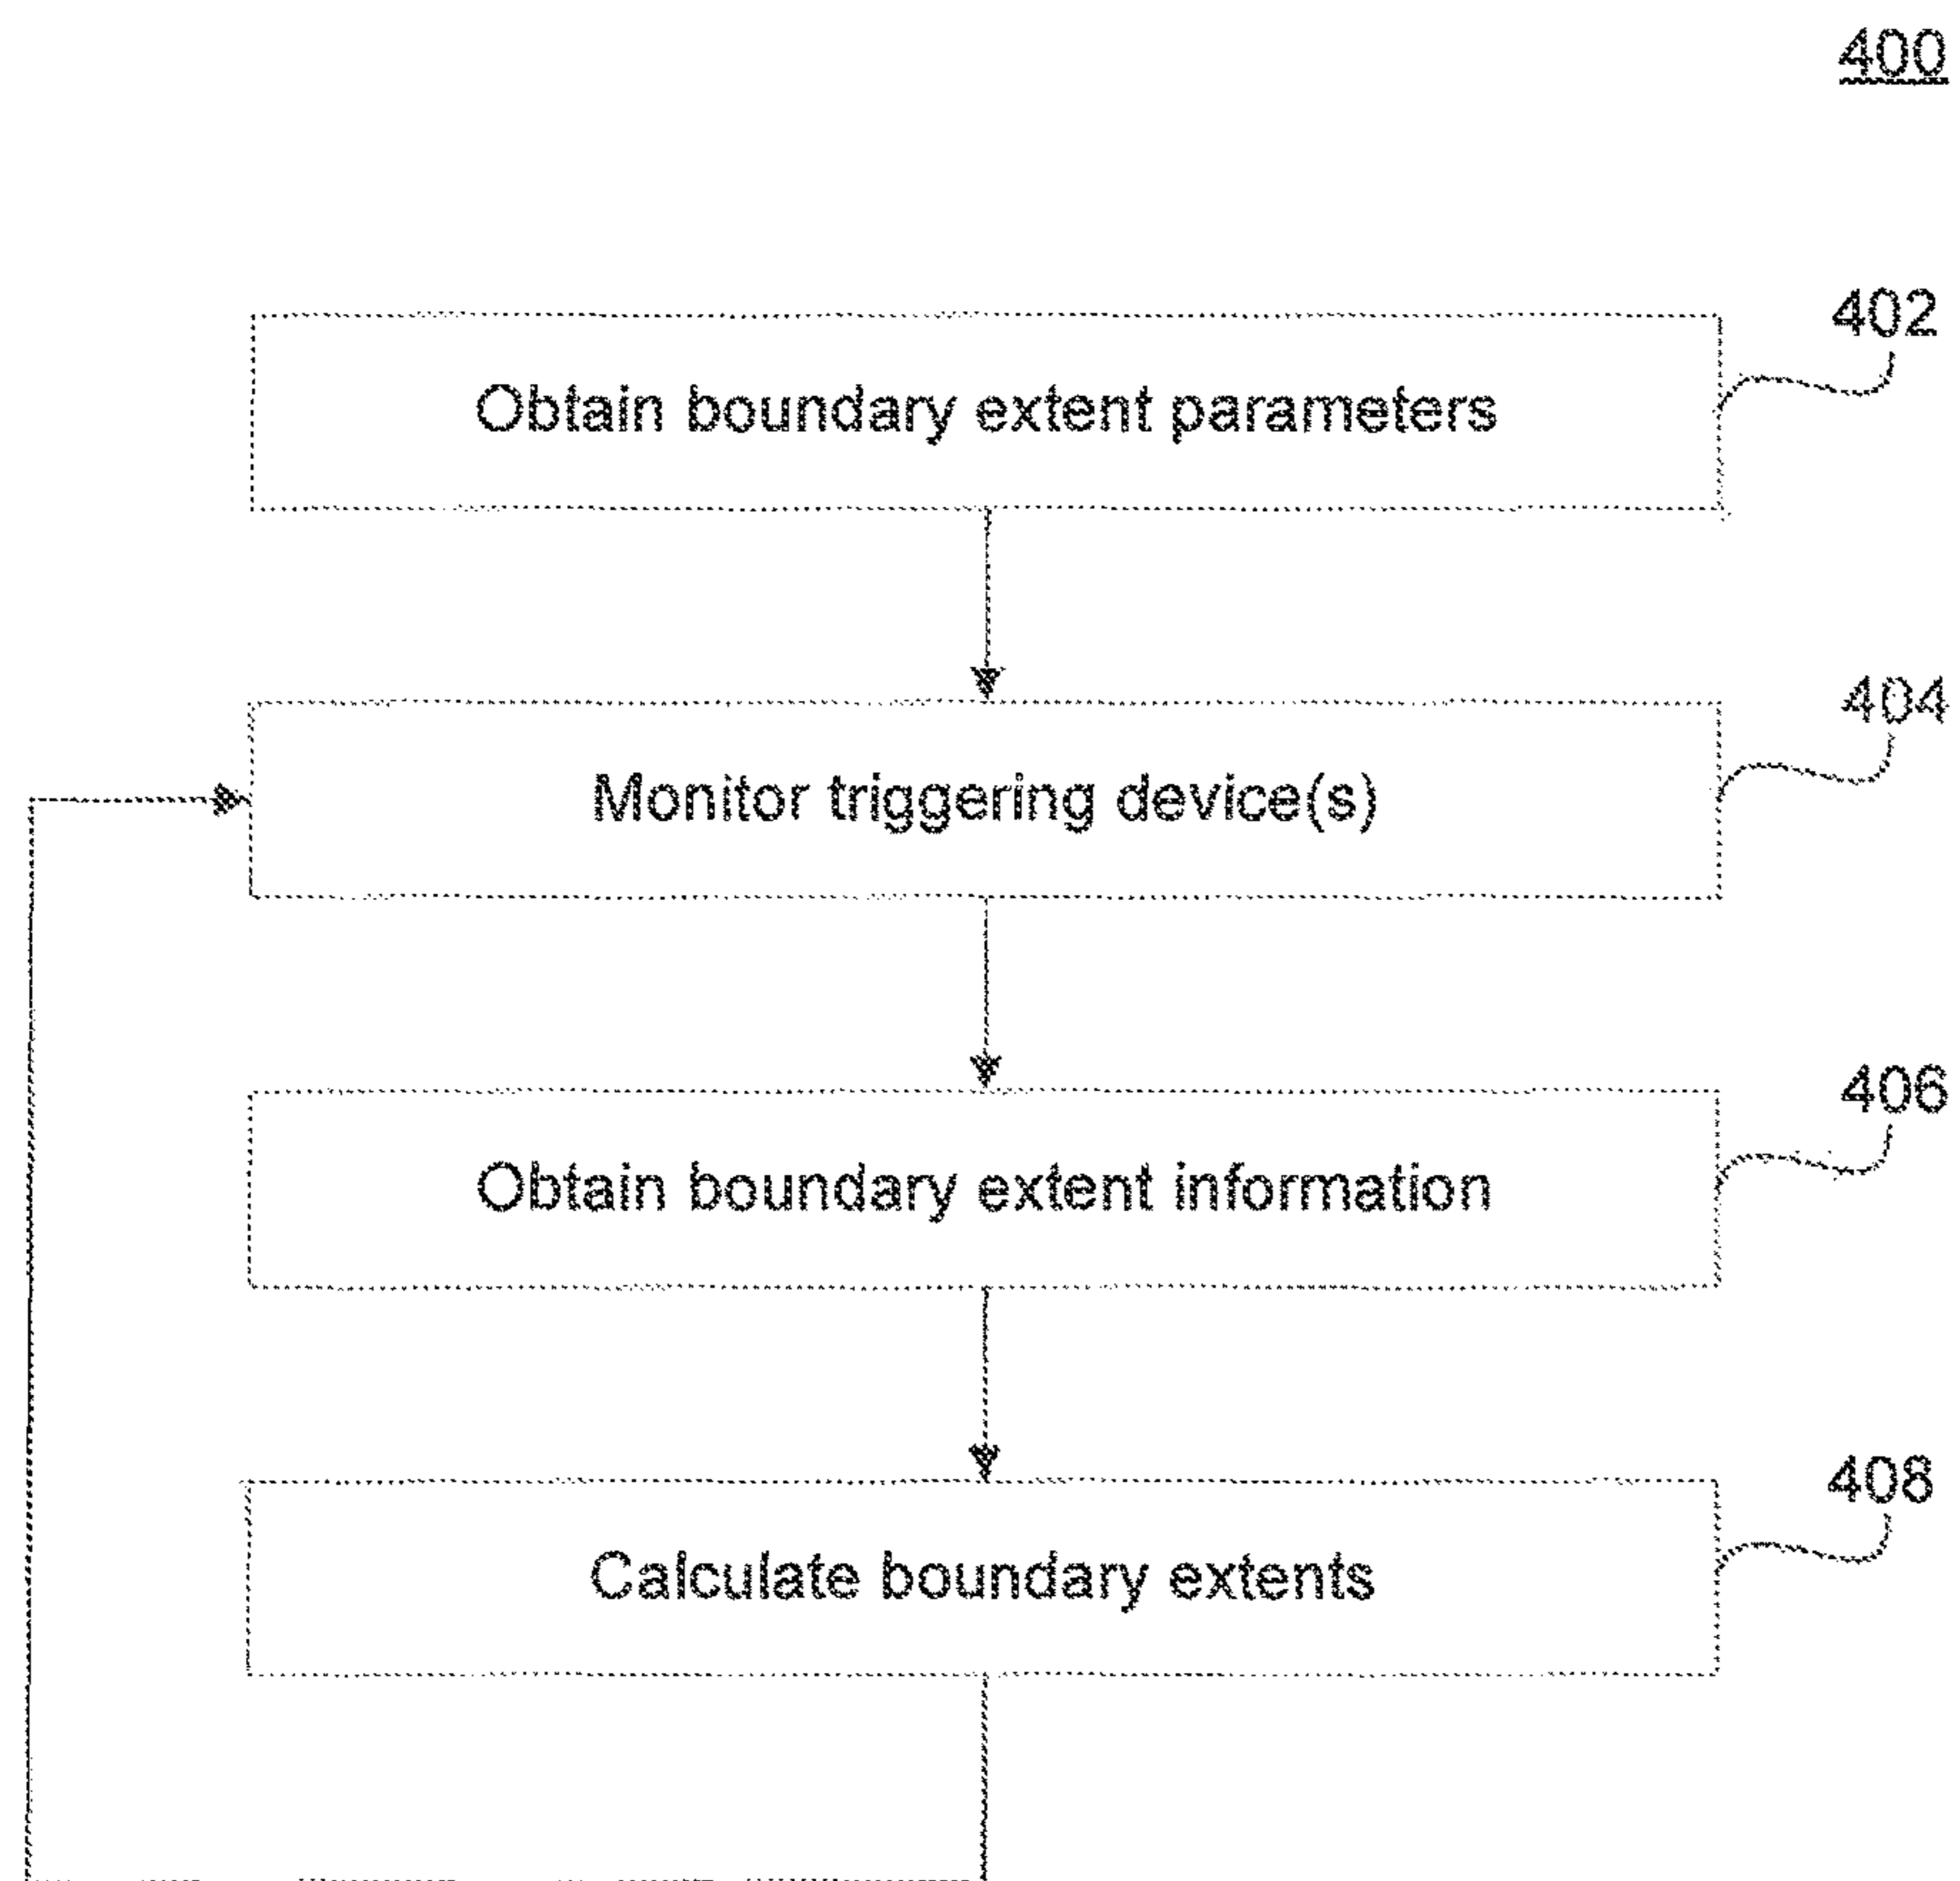 400
402
Obtain boundary extent parameters
404
Monitor triggering device(s)
406
Obtain boundary extent information
408
Calculate boundary extents